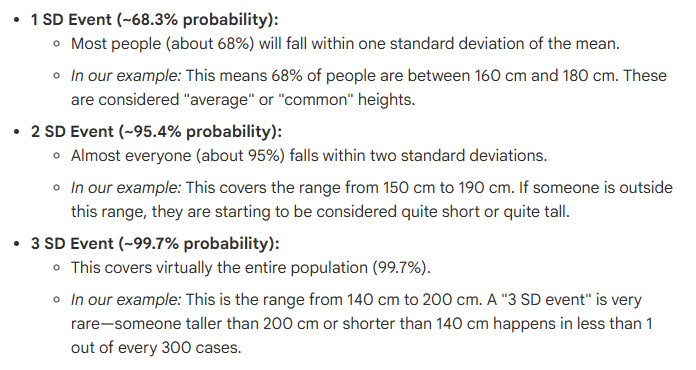 1 SD Event (~68.3% probability):
Most people (about 68%) will fall within one standard deviation of the mean.
In our example: This means 68% of people are between 160 cm and 180 cm. These
are considered "average" or "common" heights.
2 SD Event (~95.4% probability):
Almost everyone (about 95%) falls within two standard deviations.
In our example: This covers the range from 150 cm to 190 cm. If someone is outside
this range, they are starting to be considered quite short or quite tall.
3 SD Event (~99.7% probability):
This covers virtually the entire population (99.7%).
In our example: This is the range from 140 cm to 200 cm. A "3 SD event" is very
rare—someone taller than 200 cm or shorter than 140 cm happens in less than 1
out of every 300 cases.